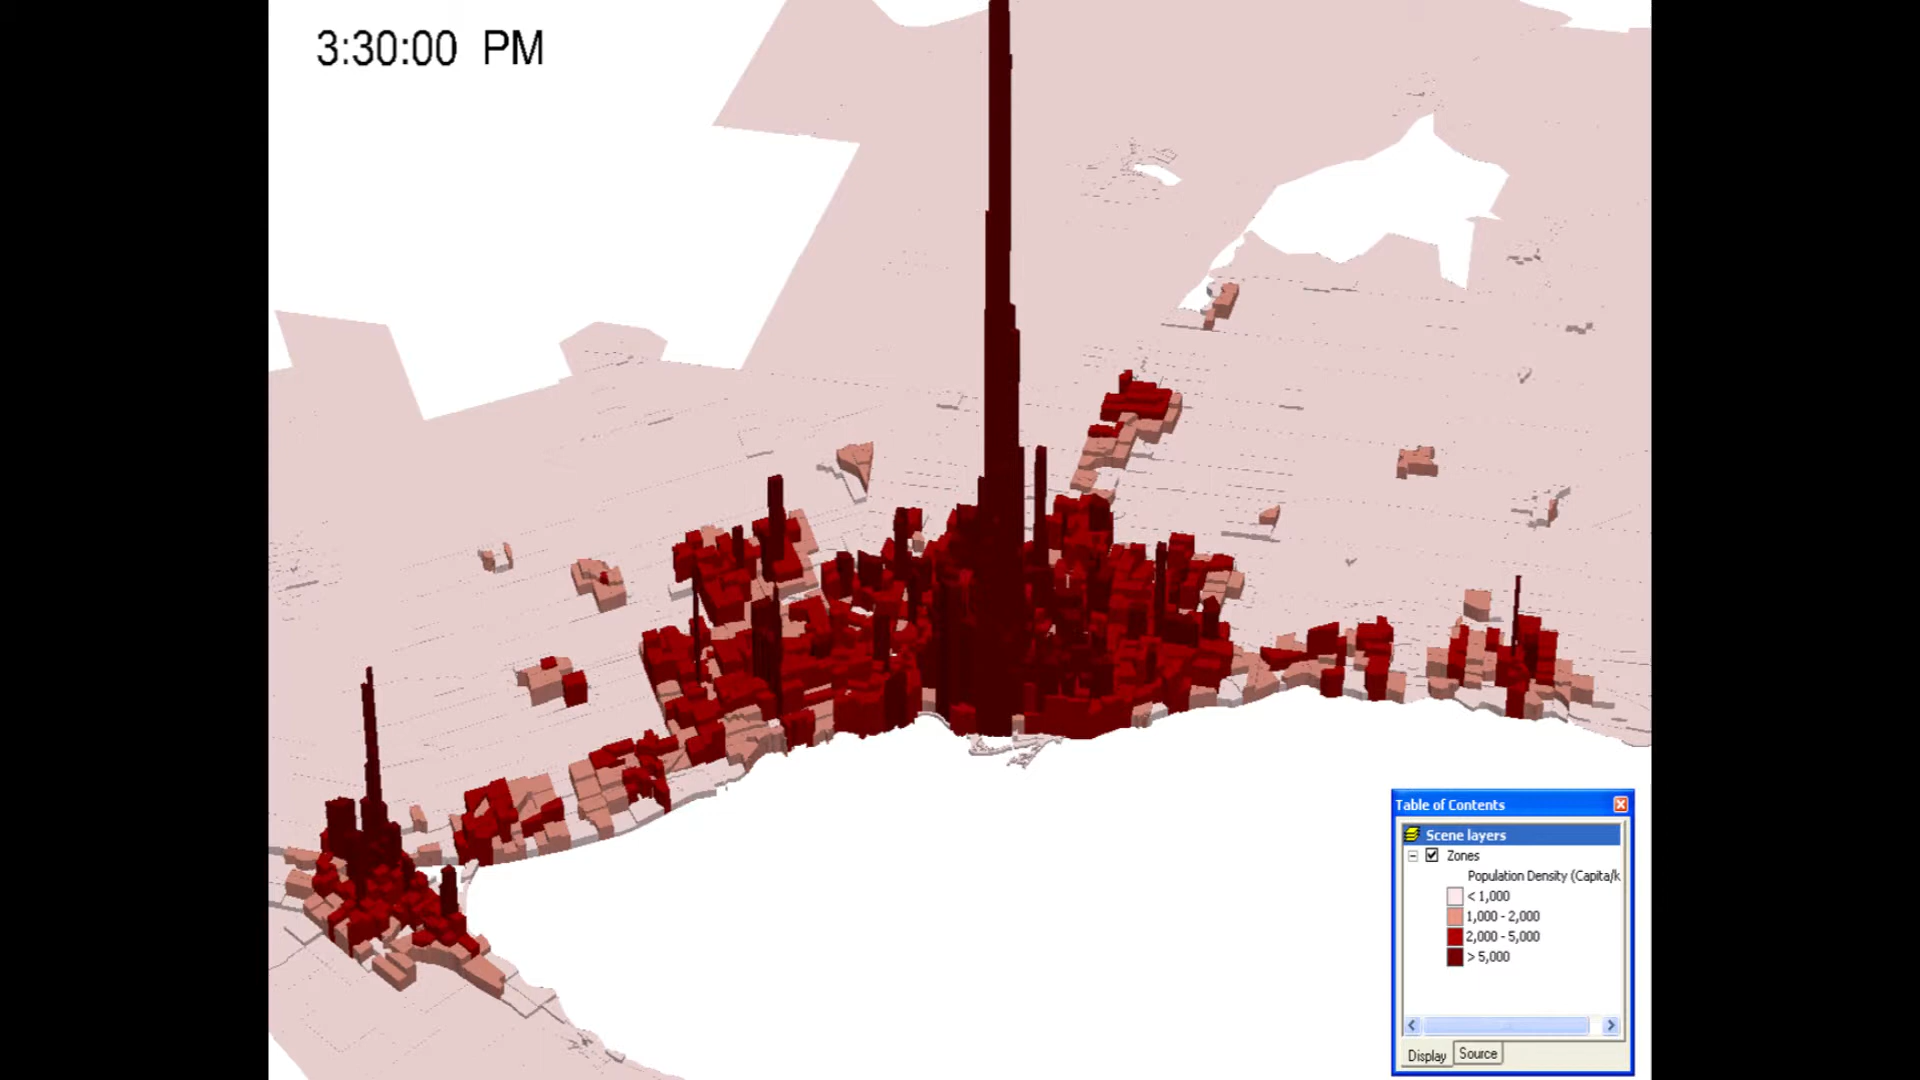 3:30:00 PM
Table of Contents
Scene layers
Zones
Population Density (Capita/k
< 1,000
1,000 - 2,000
2,000 - 5,000
> 5,000
Display Source